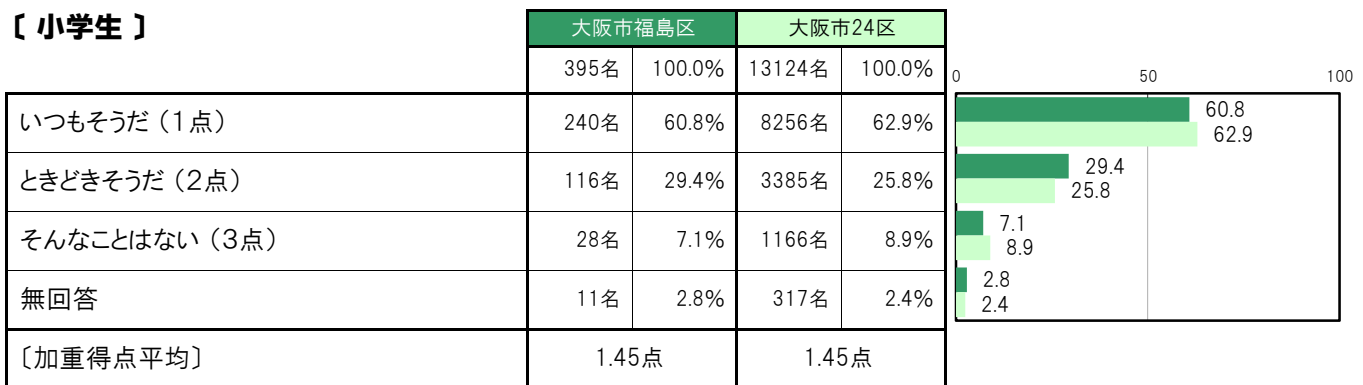 〔 小学生 〕
大阪市福島区 大阪市24区
395名 100.0% 13124名 100.0%
0 50 100
いつもそうだ（1点） 240名 60.8% 8256名 62.9%
60.8
62.9
ときどきそうだ（2点） 116名 29.4% 3385名 25.8%
29.4
25.8
そんなことはない（3点） 28名 7.1% 1166名 8.9%
7.1
8.9
無回答 11名 2.8% 317名 2.4%
2.8
2.4
〔加重得点平均〕 1.45点 1.45点